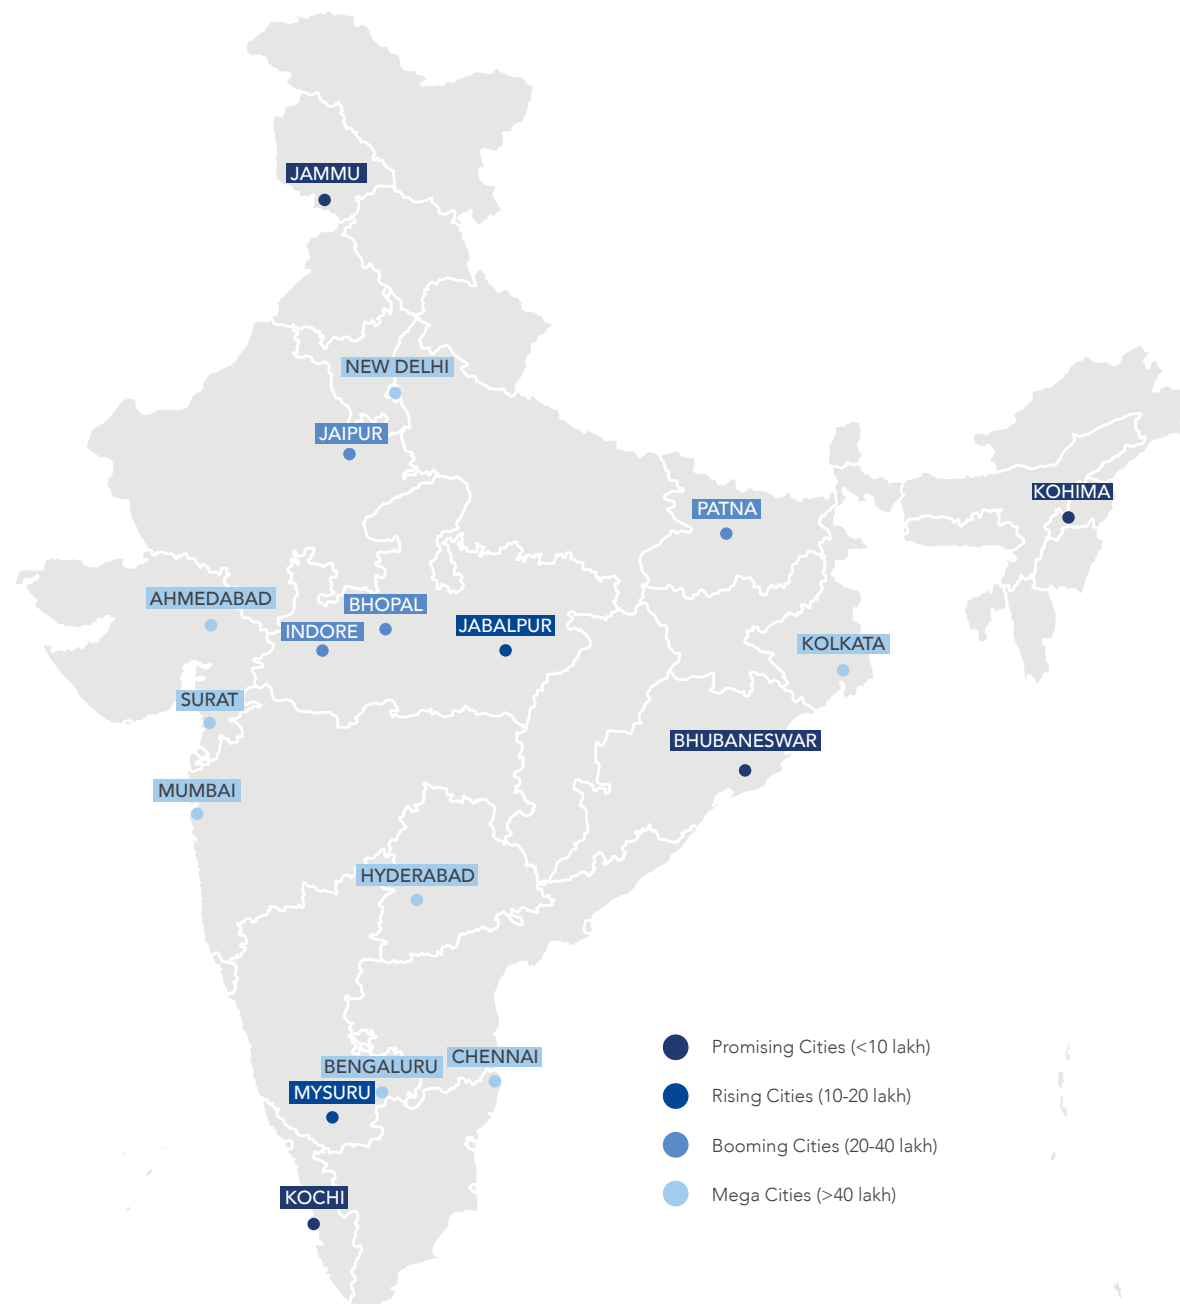 JAMMU
NEW DELHI
JAIPUR
KOHIMA
PATNA
AHMEDABAD
BHOPAL
JABALPUR
INDORE
KOLKATA
SURAT
BHUBANESWAR
MUMBAI
HYDERABAD
CHENNAI
BENGALURU
MYSURU
KOCHI
Promising Cities (<10 lakh)
Rising Cities (10-20 lakh)
Booming Cities (20-40 lakh)
Mega Cities (>40 lakh)